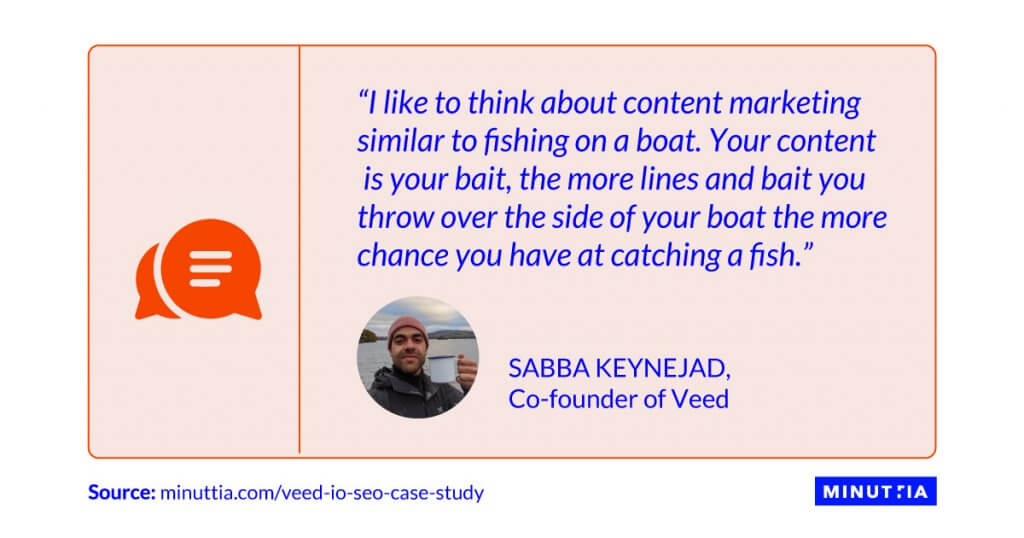 “I like to think about content marketing
similar to fishing on a boat. Your content
is your bait, the more lines and bait you
throw over the side of your boat the more
chance you have at catching a fish.”
SABBA KEYNEJAD,
Co-founder of Veed
Source: minuttia.com/veed-io-seo-case-study
MINUTTIA